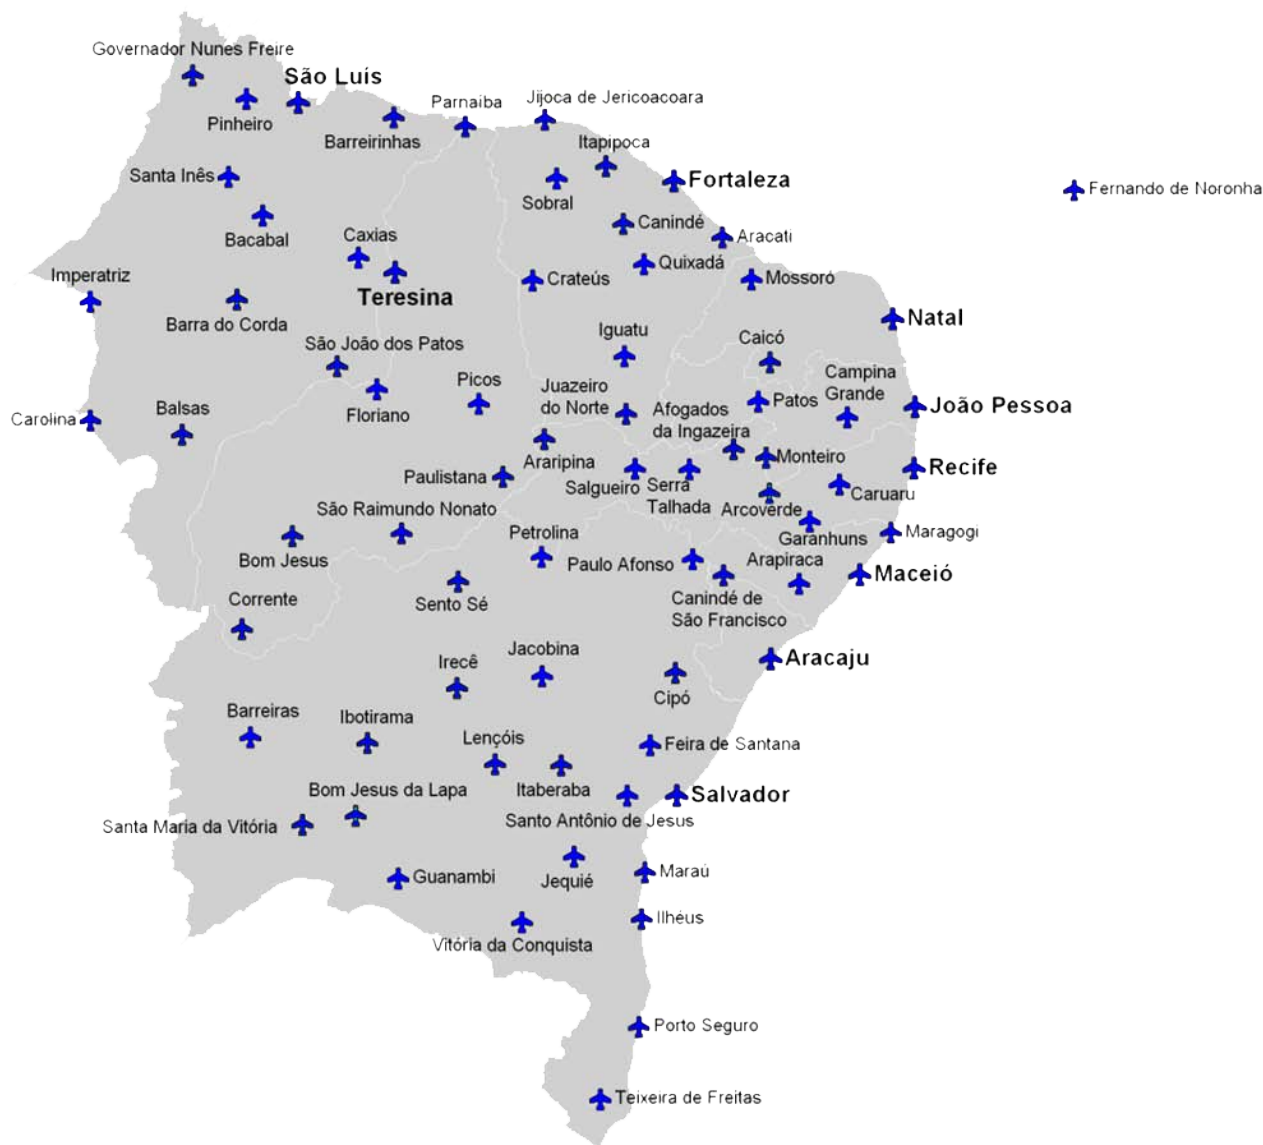 Governador Nunes Freire
São Luís
Pinheiro
Barreirinhas
Parnaiba
Jijoca de Jericoacoara
Itapipoca
Santa Inês
Sobral
Fortaleza
Fernando de Noronha
Bacabal
Caxias
Canindé
Aracati
Imperatriz
Teresina
Crateús
Quixadá
Mossoró
Barra do Corda
Natal
São João dos Patos
Iguatu
Caicó
Campina
Grande
Carolina
Balsas
Floriano
Picos
Juazeiro
do Norte
Afogados
da Ingazeira
Patos
João Pessoa
Paulistana
Araripina
Salgueiro
Serra
Talhada
Monteiro
Recife
São Raimundo Nonato
Arcoverde
Caruaru
Bom Jesus
Petrolina
Paulo Afonso
Garanhuns
Maragogi
Arapiraca
Maceió
Corrente
Sento Sé
Canindé de
São Francisco
Irecê
Jacobina
Cipó
Aracaju
Barreiras
Ibotirama
Lençóis
Feira de Santana
Bom Jesus da Lapa
Itaberaba
Salvador
Santa Maria da Vitória
Santo Antônio de Jesus
Guanambi
Jequié
Maraú
Vitória da Conquista
Ilhéus
Porto Seguro
Teixeira de Freitas